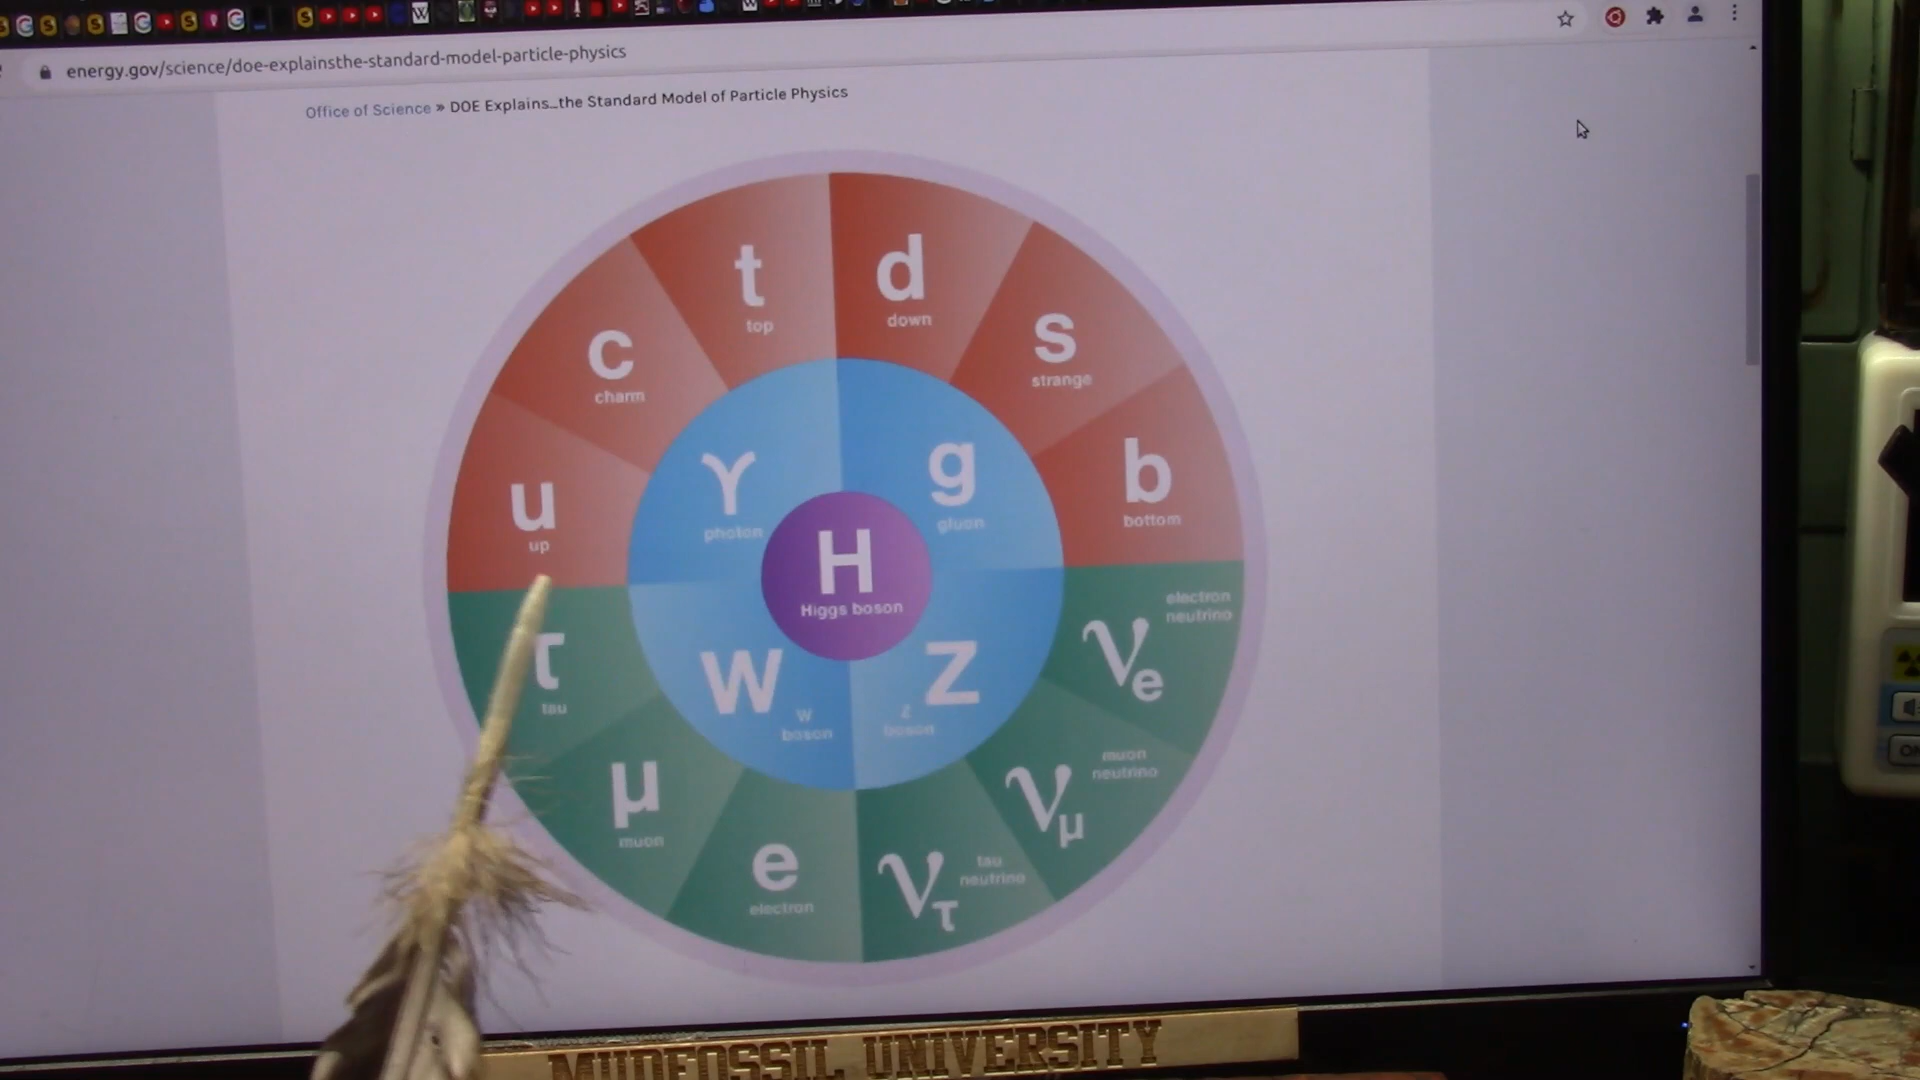 energy.gov/science/doe-explainsthe-standard-model-particle-physics
Office of Science » DOE Explains...the Standard Model of Particle Physics
t
top
d
down
c
charm
s
strange
u
up
γ
photon
g
gluon
b
bottom
H
Higgs boson
τ
tau
W
W
boson
Z
Z
boson
νe
electron
neutrino
μ
muon
νμ
muon
neutrino
e
electron
ντ
tau
neutrino
MUDFOSSIL UNIVERSITY